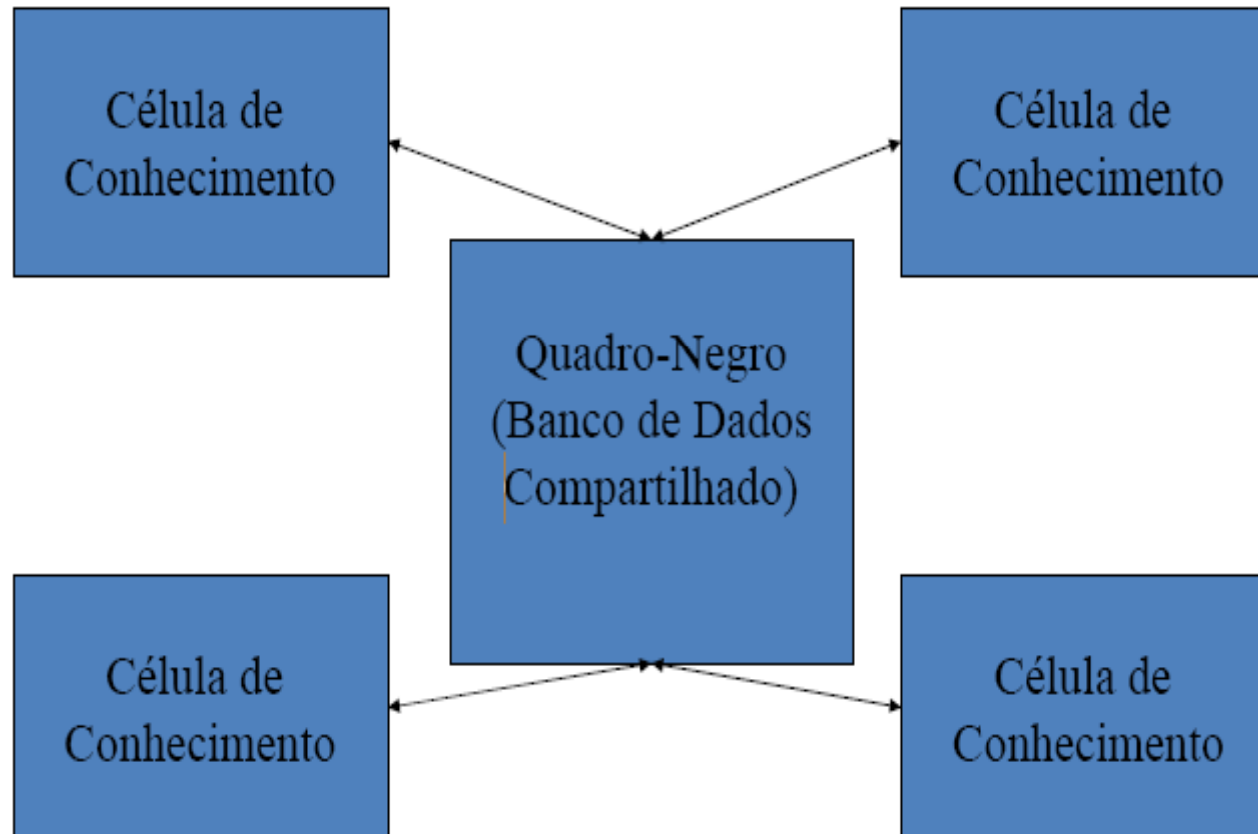 Célula de
Conhecimento
Célula de
Conhecimento
Quadro-Negro
(Banco de Dados
Compartilhado)
Célula de
Conhecimento
Célula de
Conhecimento